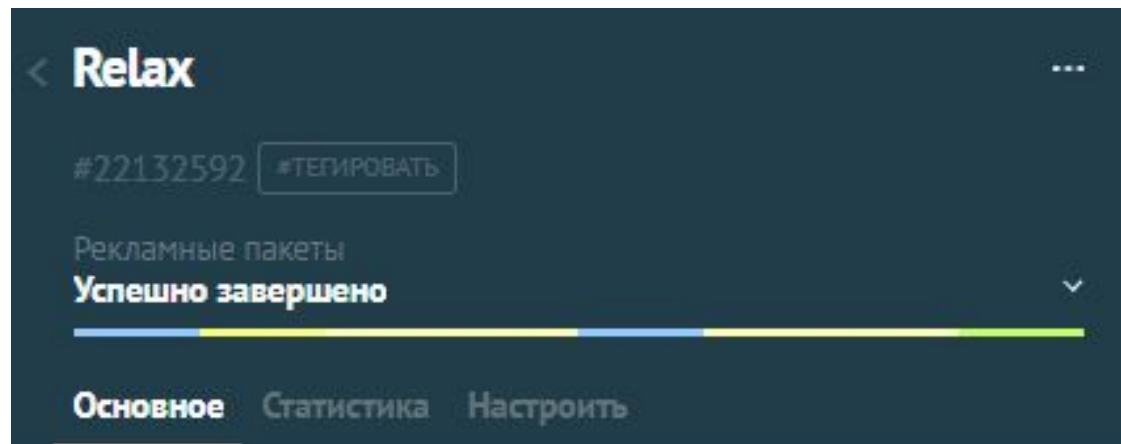 Relax
#22132592 #ТЕГИРОВАТЬ
Рекламные пакеты
Успешно завершено
Основное Статистика Настроить